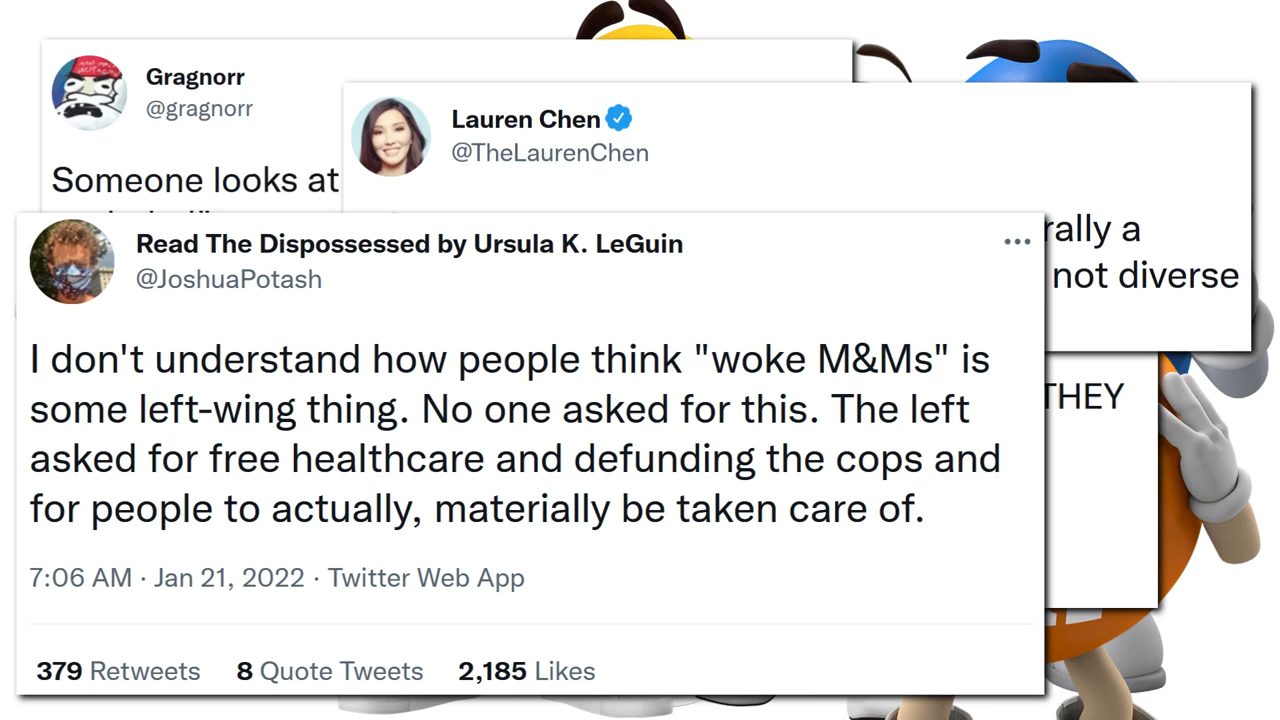 Gragnorr
@gragnorr
Someone looks at
Lauren Chen
@TheLaurenChen
rally a
not diverse
THEY
Read The Dispossessed by Ursula K. LeGuin
@JoshuaPotash
I don't understand how people think "woke M&Ms" is
some left-wing thing. No one asked for this. The left
asked for free healthcare and defunding the cops and
for people to actually, materially be taken care of.
7:06 AM · Jan 21, 2022 · Twitter Web App
379 Retweets 8 Quote Tweets 2,185 Likes